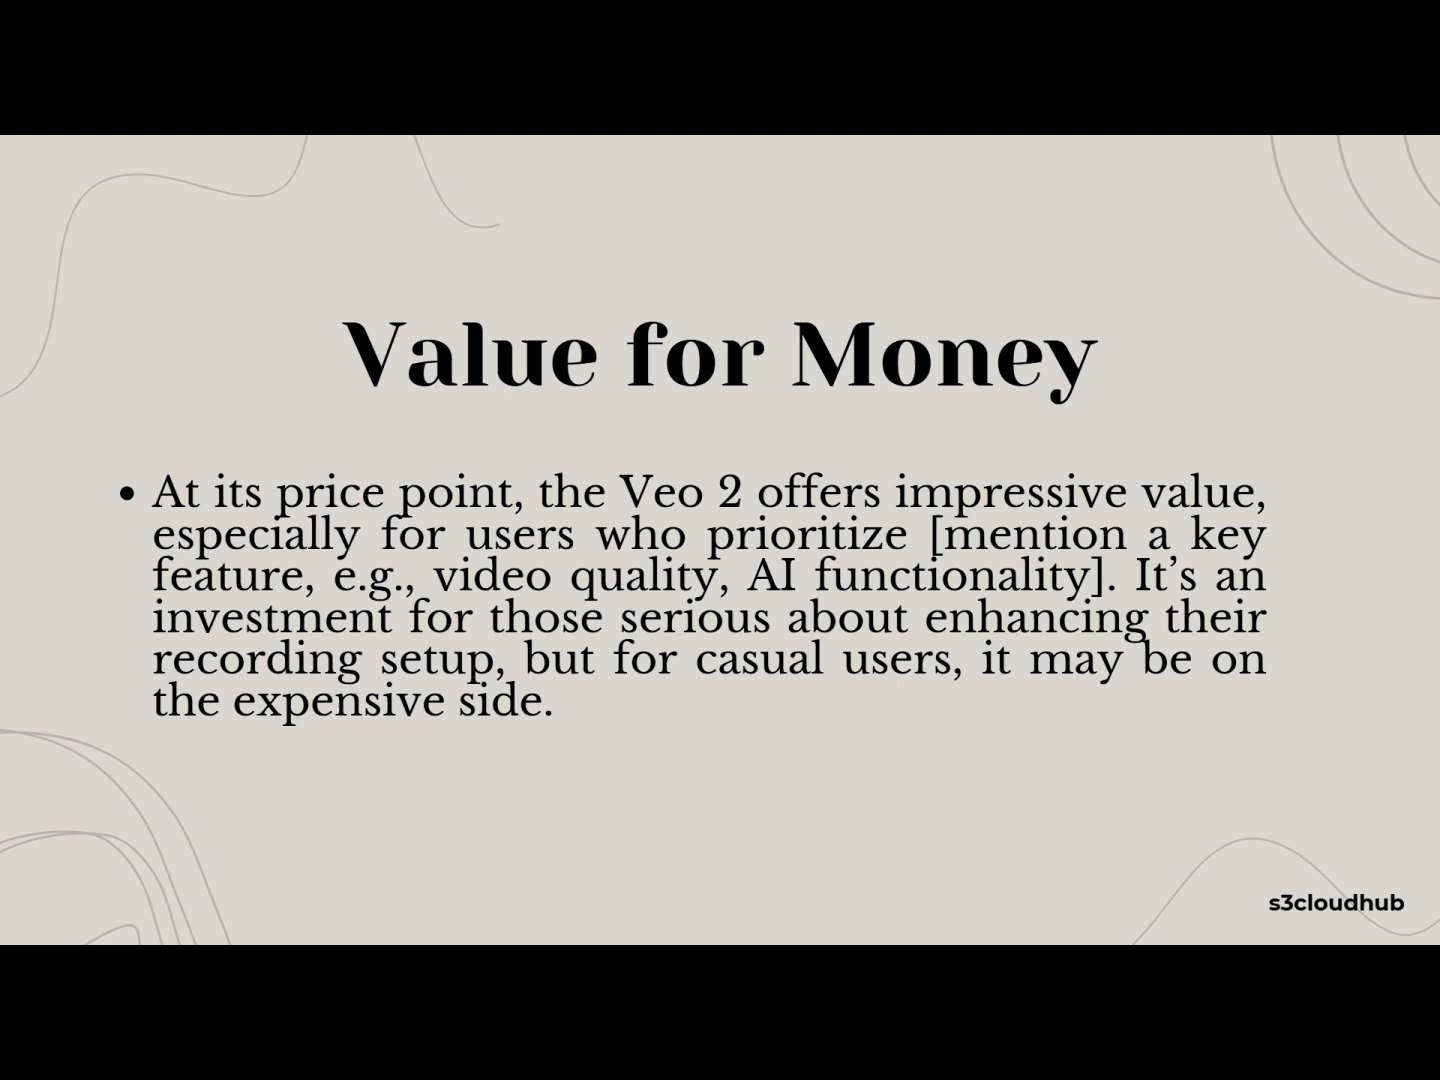 Value for Money
• At its price point, the Veo 2 offers impressive value,
especially for users who prioritize [mention a key
feature, e.g., video quality, AI functionality]. It’s an
investment for those serious about enhancing their
recording setup, but for casual users, it may be on
the expensive side.
s3cloudhub